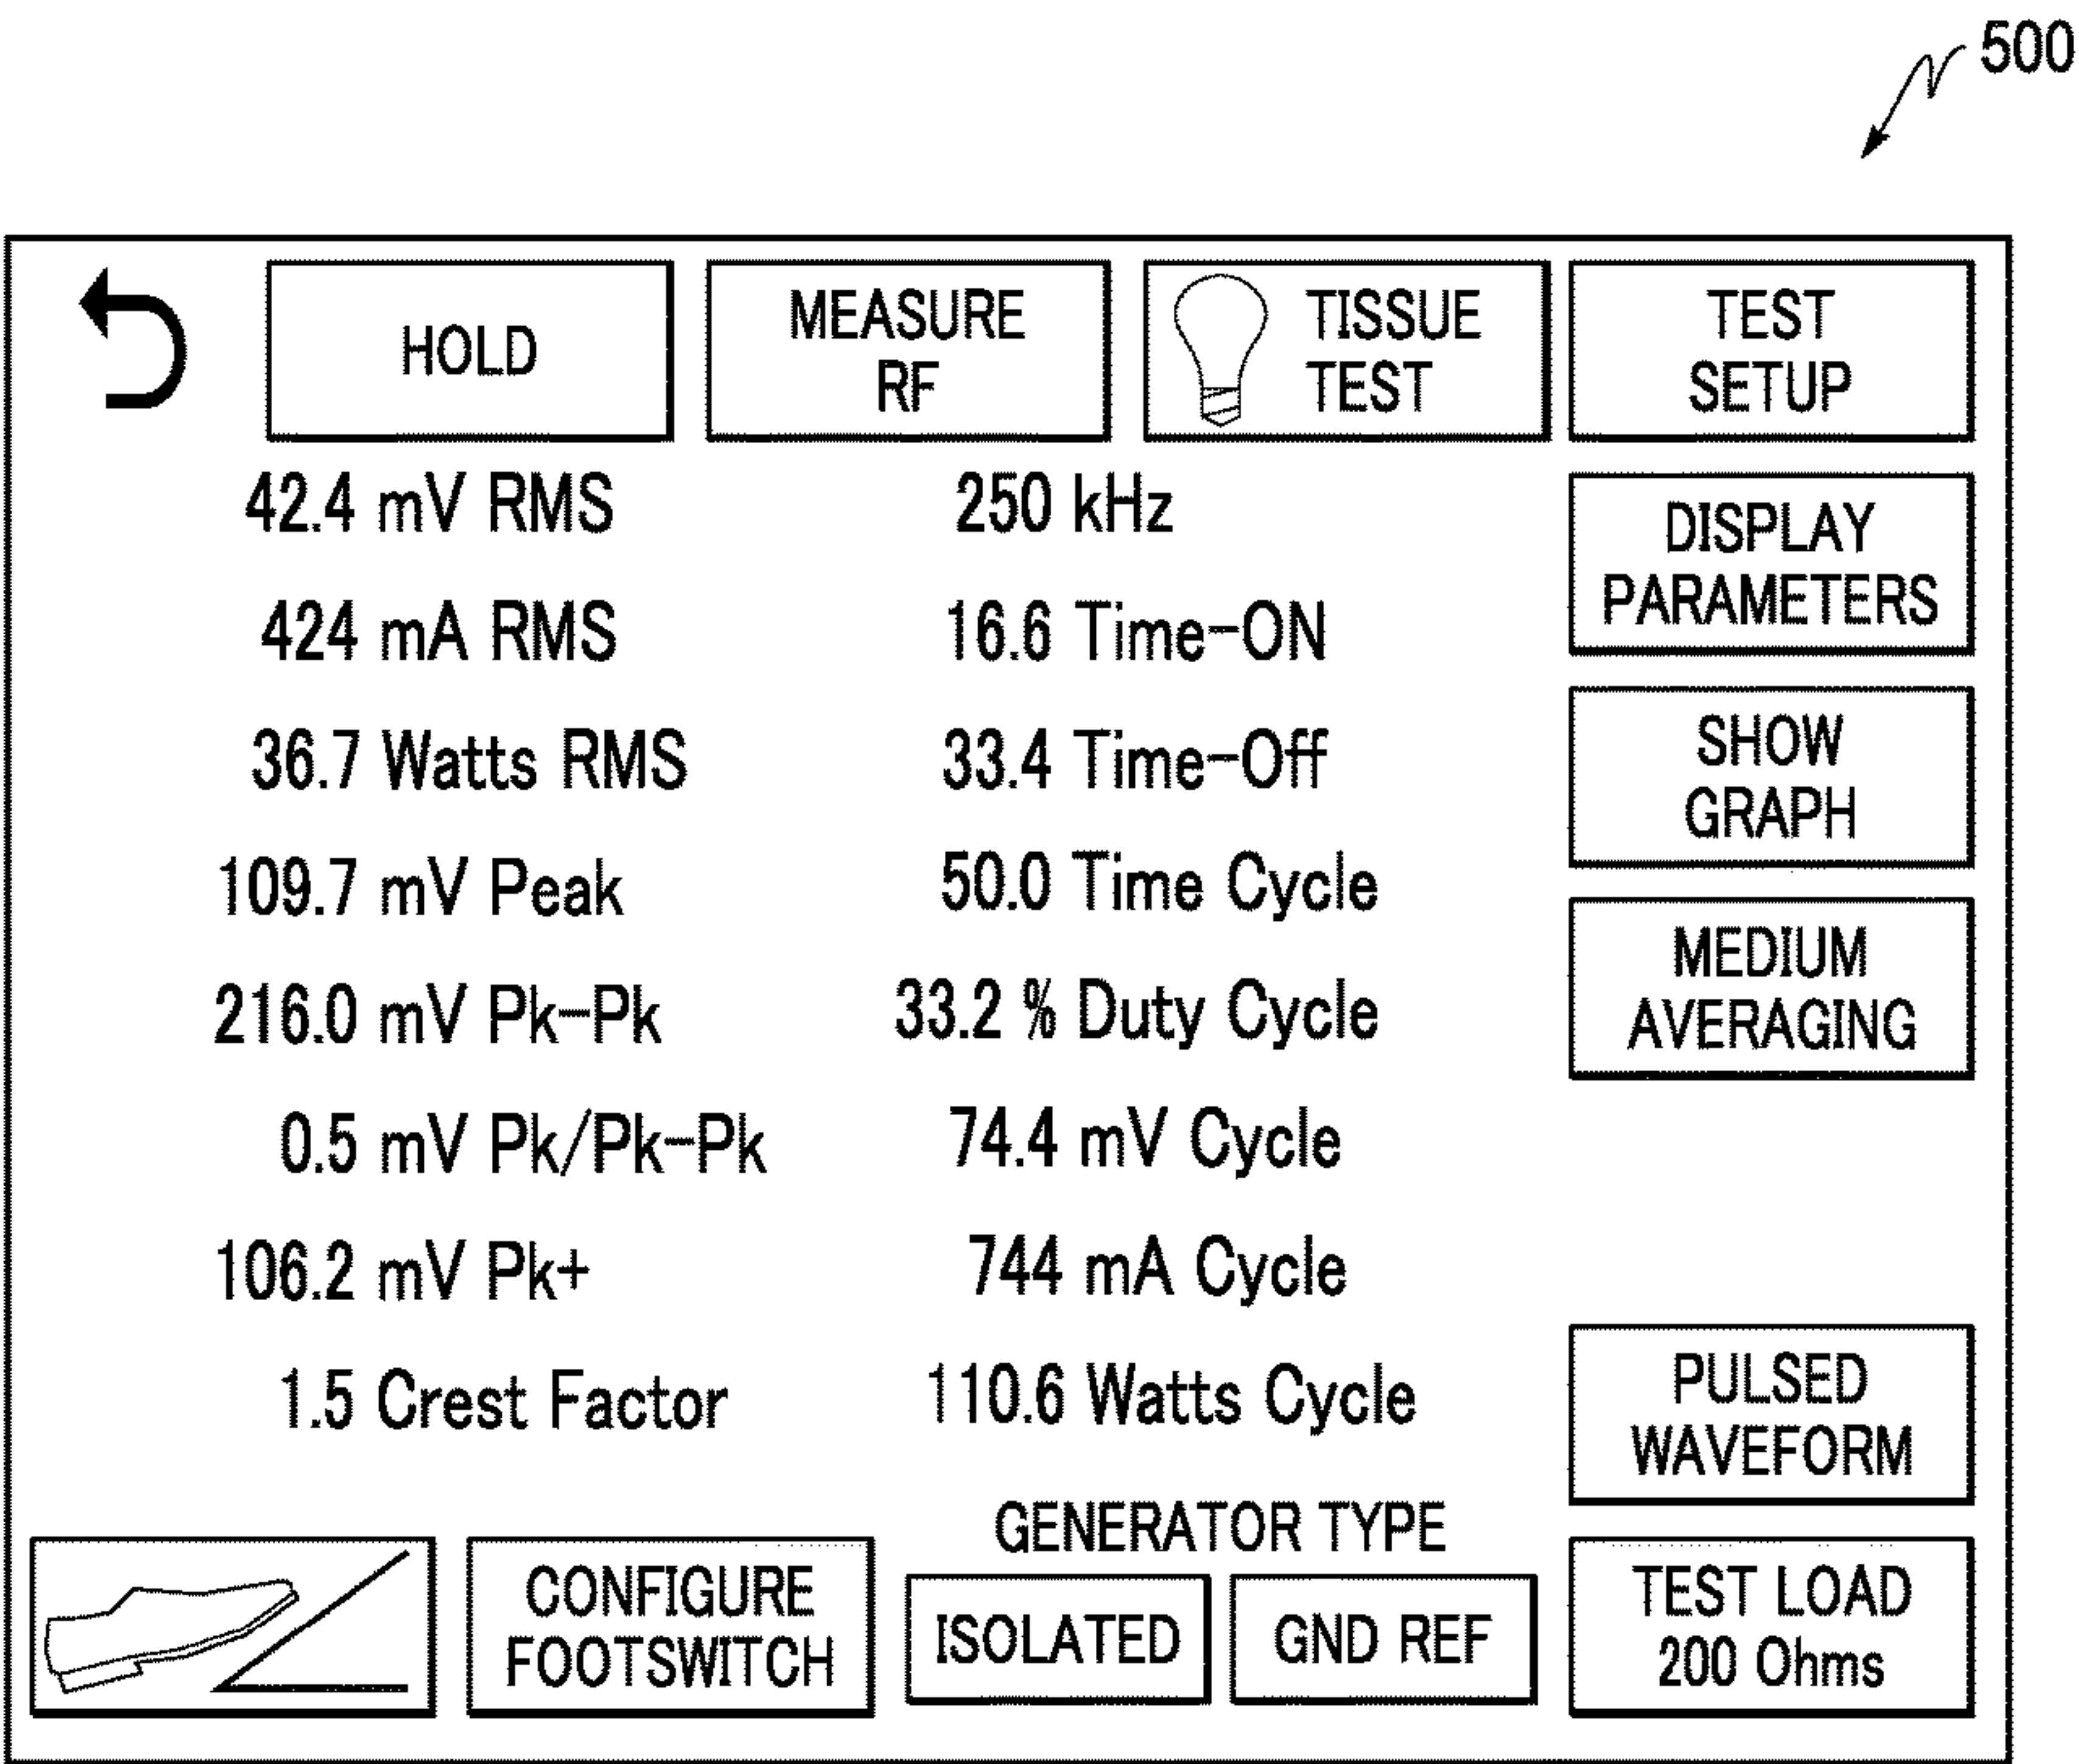 500
HOLD
MEASURE
RF
TISSUE
TEST
TEST
SETUP
42.4 mV RMS
250 kHz
DISPLAY
PARAMETERS
424 mA RMS
16.6 Time-ON
36.7 Watts RMS
33.4 Time-Off
SHOW
GRAPH
109.7 mV Peak
50.0 Time Cycle
216.0 mV Pk-Pk
33.2 % Duty Cycle
MEDIUM
AVERAGING
0.5 mV Pk/Pk-Pk
74.4 mV Cycle
106.2 mV Pk+
744 mA Cycle
1.5 Crest Factor
110.6 Watts Cycle
PULSED
WAVEFORM
CONFIGURE
FOOTSWITCH
GENERATOR TYPE
ISOLATED
GND REF
TEST LOAD
200 Ohms